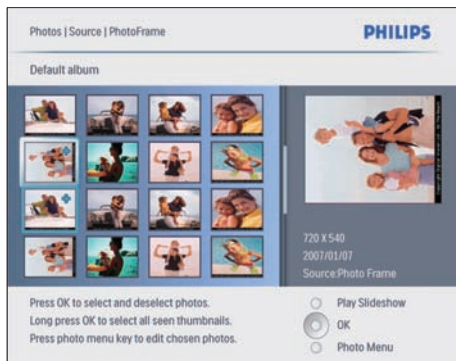 Photos | Source | PhotoFrame
PHILIPS
Default album
720 X 540
2007/01/07
Source:Photo Frame
Press OK to select and deselect photos.
Long press OK to select all seen thumbnails.
Press photo menu key to edit chosen photos.
Play Slideshow
OK
Photo Menu